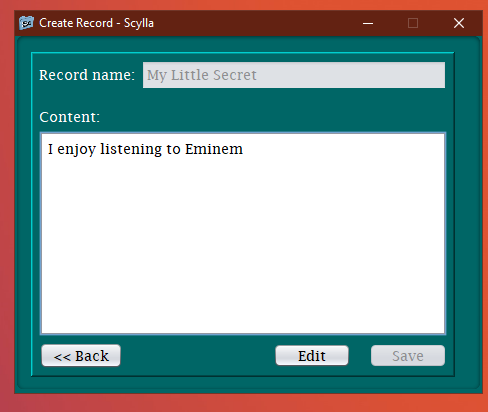 Create Record - Scylla
Record name: My Little Secret
Content:
I enjoy listening to Eminem
<< Back Edit Save